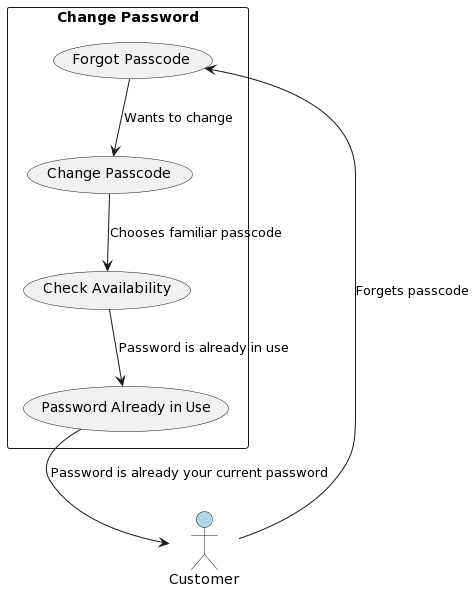 Change Password
Forgot Passcode
Wants to change
Change Passcode
Chooses familiar passcode
Check Availability
Forgets passcode
Password is already in use
Password Already in Use
Password is already your current password
Customer